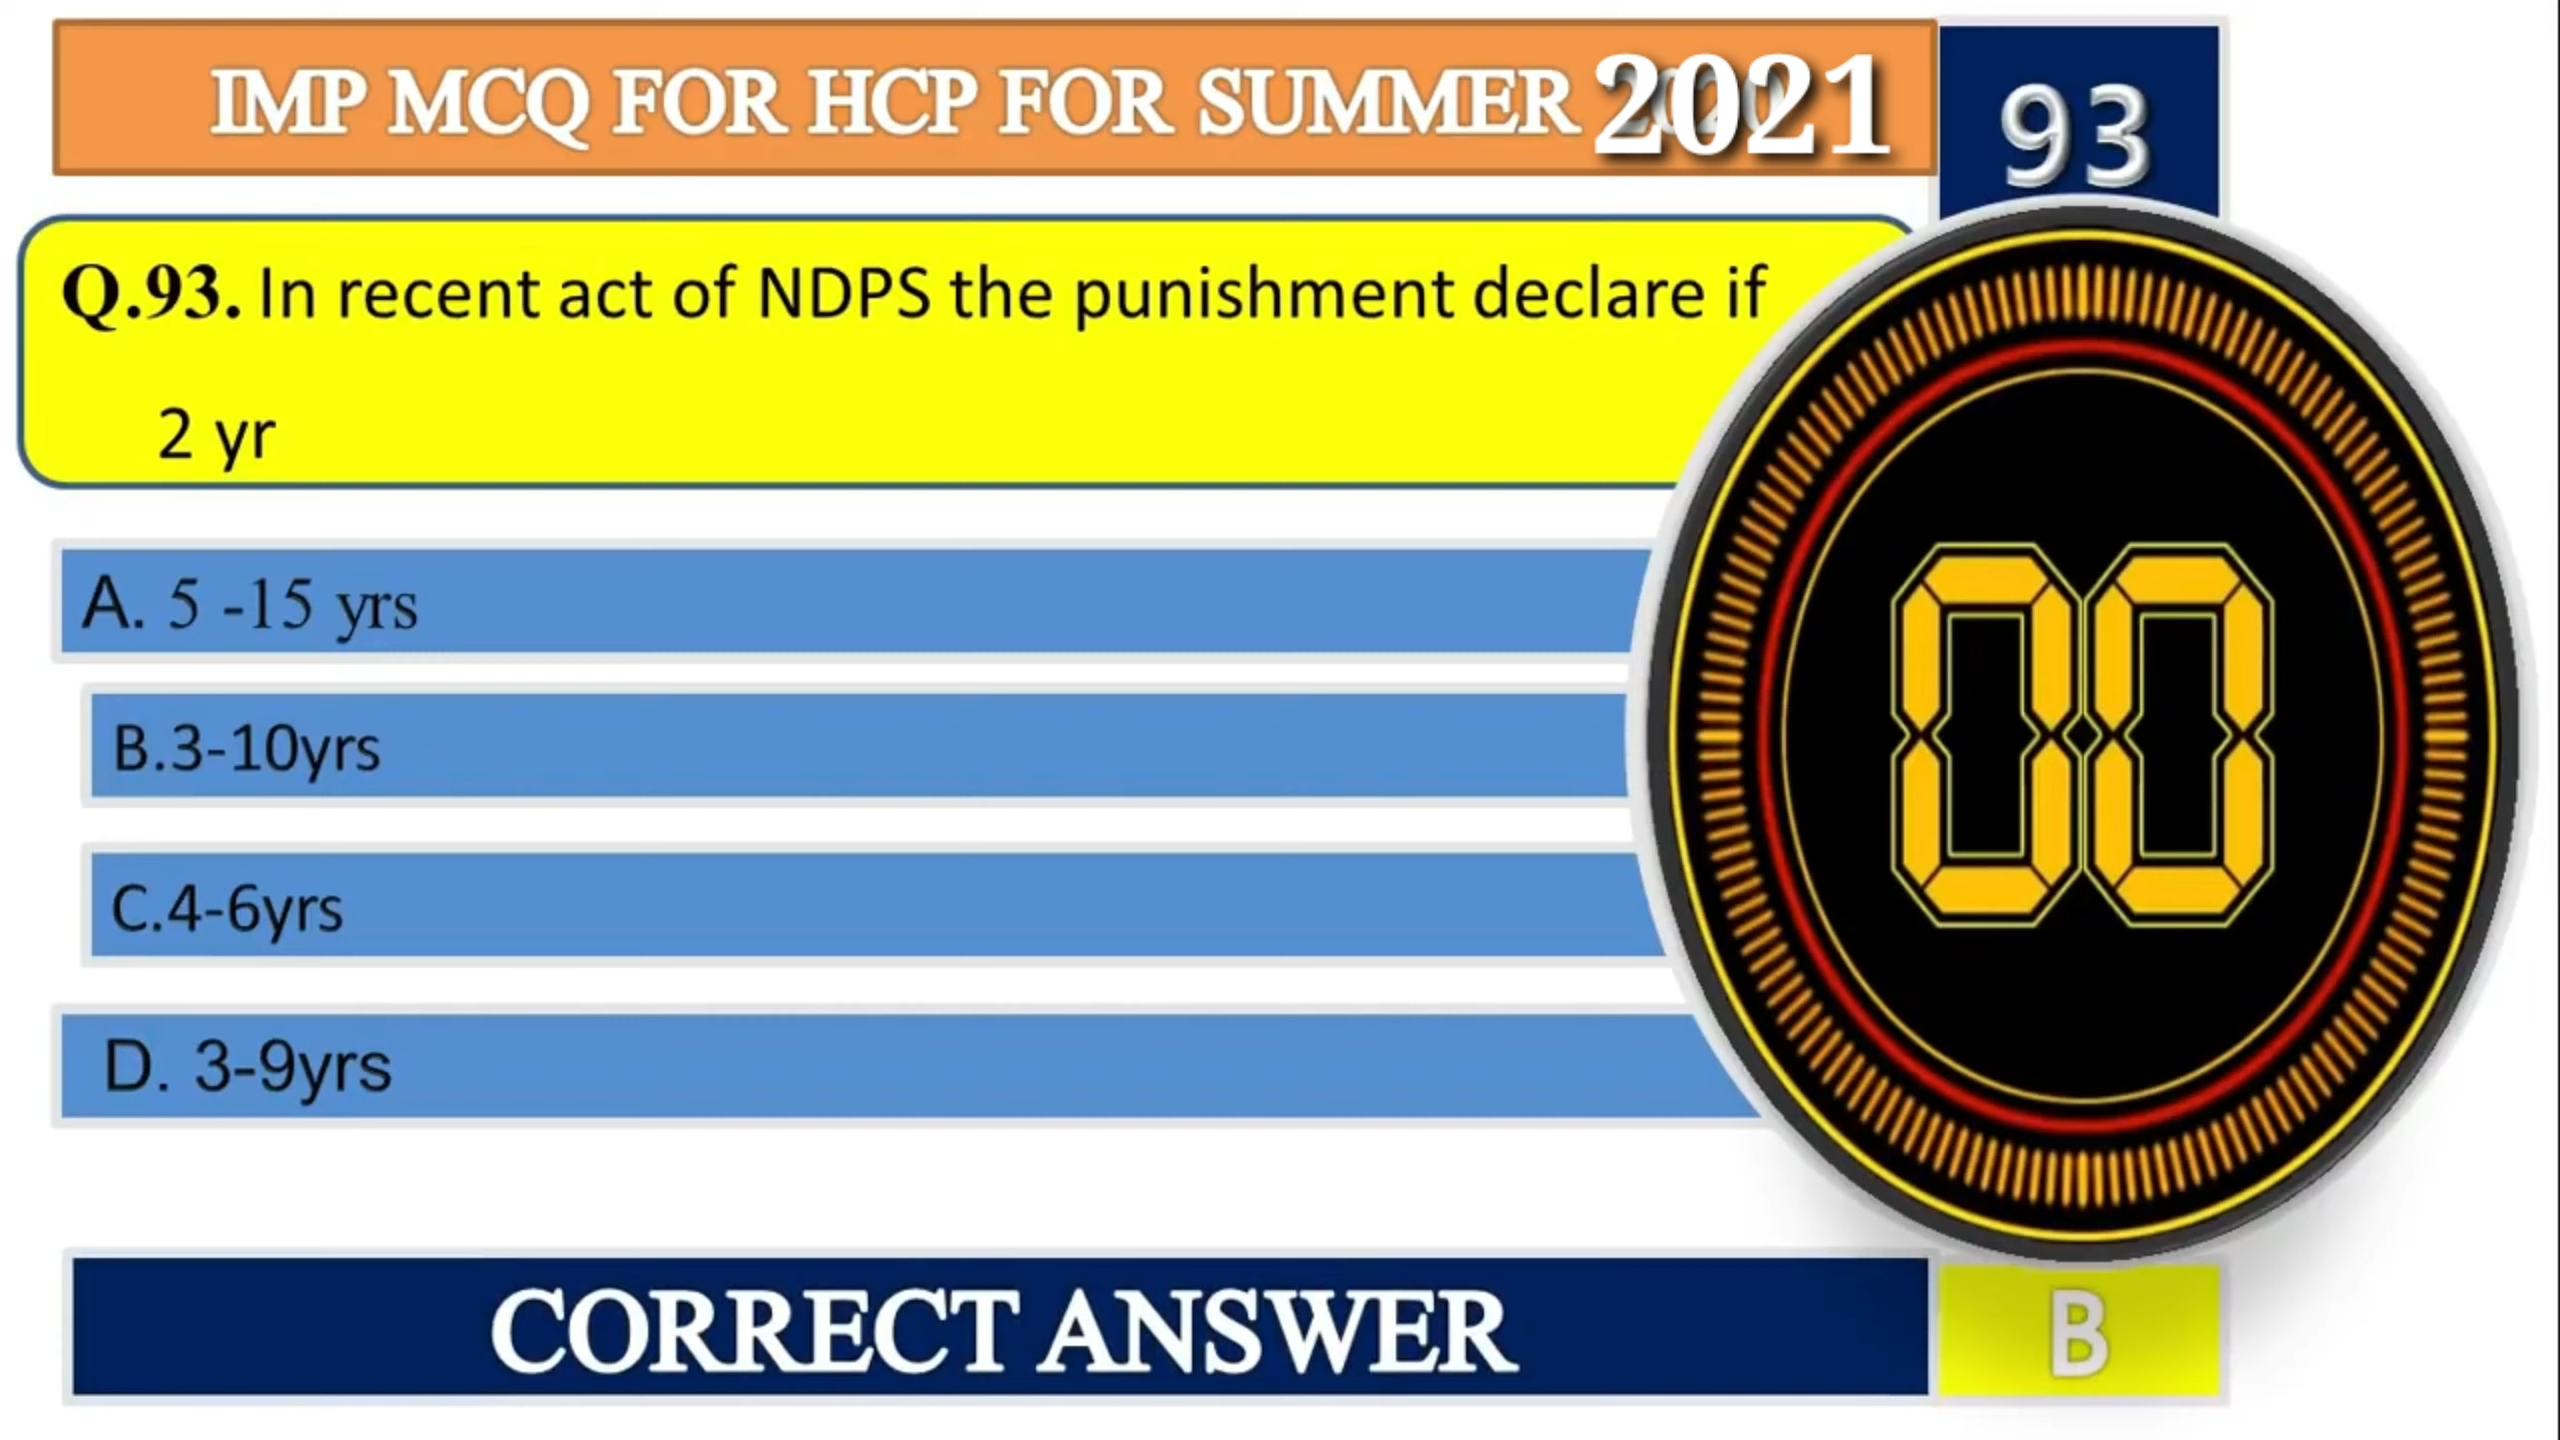 IMP MCQ FOR HCP FOR SUMMER 2021
93
Q.93. In recent act of NDPS the punishment declare if
2 yr
A. 5 -15 yrs
B.3-10yrs
C.4-6yrs
D. 3-9yrs
00
CORRECT ANSWER
B